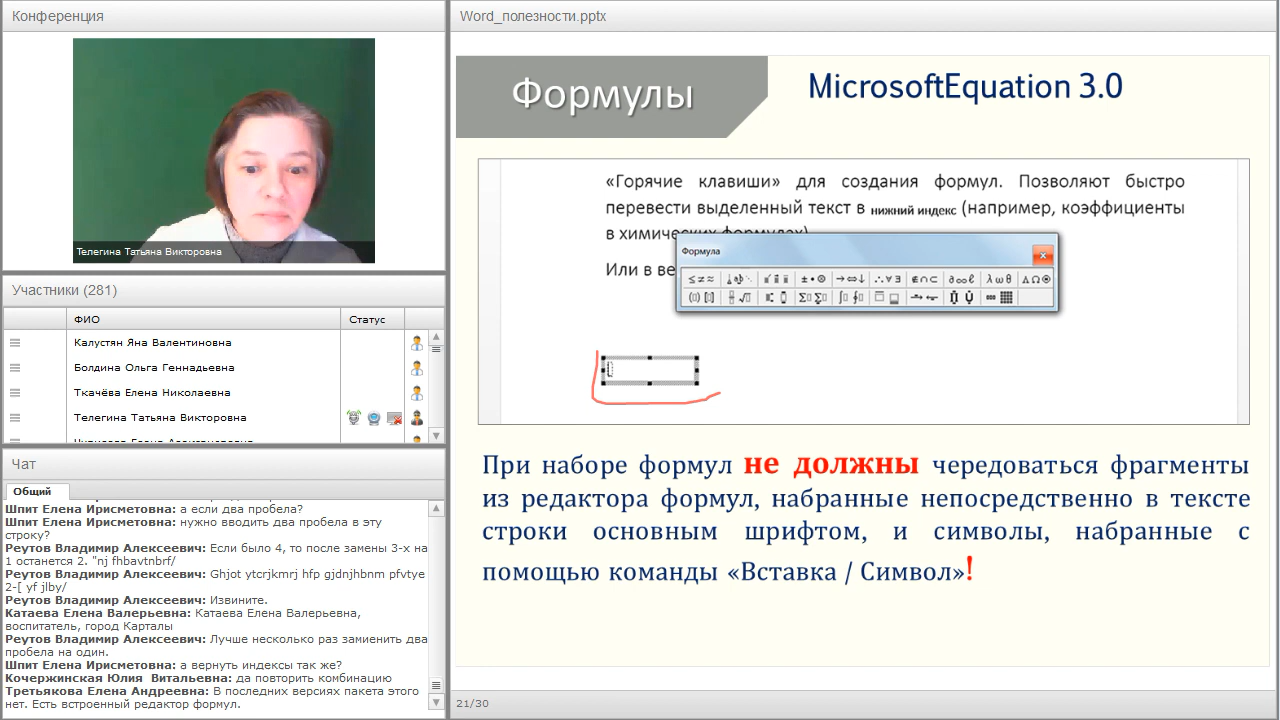 Конференция
Телегина Татьяна Викторовна
Участники (281)
ФИО
Статус
Калустян Яна Валентиновна
Болдина Ольга Геннадьевна
Ткачёва Елена Николаевна
Телегина Татьяна Викторовна
Чат
Общий
Шпит Елена Ирисметовна: а если два пробела?
Шпит Елена Ирисметовна: нужно вводить два пробела в эту
строку?
Реутов Владимир Алексеевич: Если было 4, то после замены 3-х на
1 останется 2. "nj fhbavtnbrf/
Реутов Владимир Алексеевич: Ghjot ytcrjkmrj hfp gjdnjhbnm pfvtye
2-[ yf jlby/
Реутов Владимир Алексеевич: Извините.
Катаева Елена Валерьевна: Катаева Елена Валерьевна,
воспитатель, город Карталы
Реутов Владимир Алексеевич: Лучше несколько раз замиенить два
пробела на один.
Шпит Елена Ирисметовна: а вернуть индексы так же?
Кочержинская Юлия Витальевна: да повторить комбинацию
Третьякова Елена Андреевна: В последних версиях пакета этого
нет. Есть встроенный редактор формул.
Word_полезности.pptx
Формулы
MicrosoftEquation 3.0
«Горячие клавиши» для создания формул. Позволяют быстро
перевести выделенный текст в нижний индекс (например, коэффициенты
в химических формулах)
Или в ве
Формула
При наборе формул не должны чередоваться фрагменты
из редактора формул, набранные непосредственно в тексте
строки основным шрифтом, и символы, набранные с
помощью команды «Вставка / Символ»!
21/30